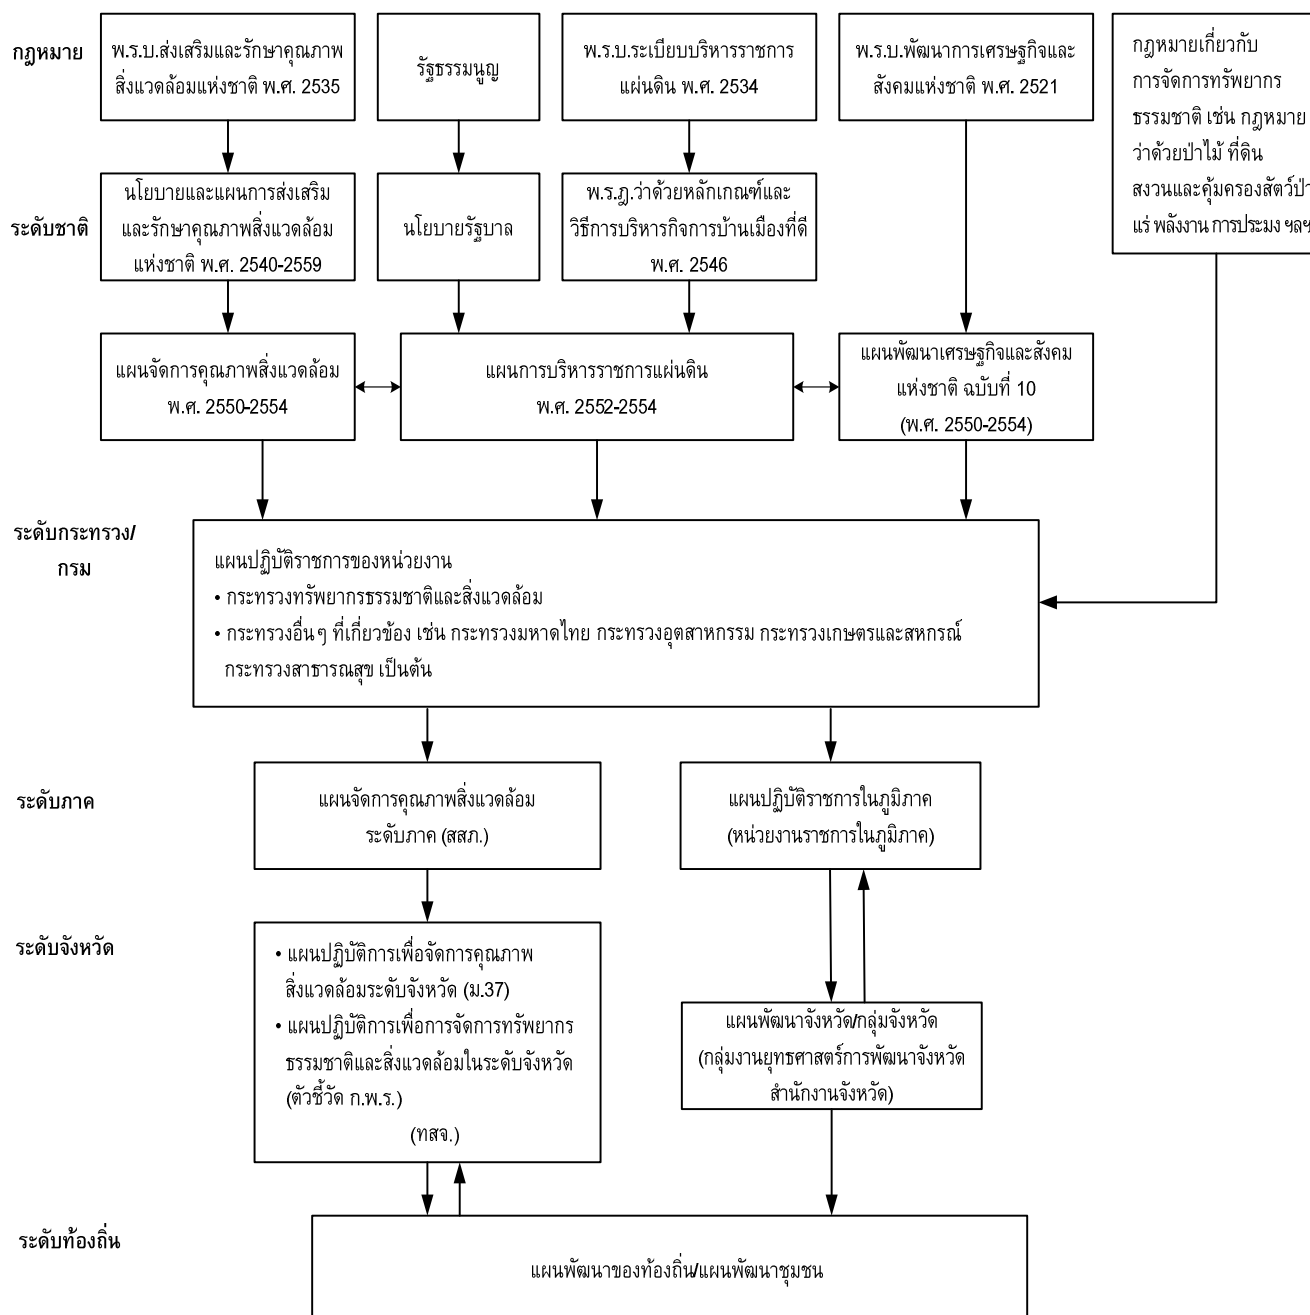 กฎหมาย
พ.ร.บ.ส่งเสริมและรักษาคุณภาพ
สิ่งแวดล้อมแห่งชาติ พ.ศ. 2535
รัฐธรรมนูญ
พ.ร.บ.ระเบียบบริหารราชการ
แผ่นดิน พ.ศ. 2534
พ.ร.บ.พัฒนาการเศรษฐกิจและ
สังคมแห่งชาติ พ.ศ. 2521
กฎหมายเกี่ยวกับ
การจัดการทรัพยากร
ธรรมชาติ เช่น กฎหมาย
ว่าด้วยป่าไม้ ที่ดิน
สงวนและคุ้มครองสัตว์ป่า
แร่ พลังงาน การประมง ฯลฯ
ระดับชาติ
นโยบายและแผนการส่งเสริม
และรักษาคุณภาพสิ่งแวดล้อม
แห่งชาติ พ.ศ. 2540-2559
นโยบายรัฐบาล
พ.ร.ฎ.ว่าด้วยหลักเกณฑ์และ
วิธีการบริหารกิจการบ้านเมืองที่ดี
พ.ศ. 2546
แผนจัดการคุณภาพสิ่งแวดล้อม
พ.ศ. 2550-2554
แผนการบริหารราชการแผ่นดิน
พ.ศ. 2552-2554
แผนพัฒนาเศรษฐกิจและสังคม
แห่งชาติ ฉบับที่ 10
(พ.ศ. 2550-2554)
ระดับกระทรวง/
กรม
แผนปฏิบัติราชการของหน่วยงาน
• กระทรวงทรัพยากรธรรมชาติและสิ่งแวดล้อม
• กระทรวงอื่นๆ ที่เกี่ยวข้อง เช่น กระทรวงมหาดไทย กระทรวงอุตสาหกรรม กระทรวงเกษตรและสหกรณ์
กระทรวงสาธารณสุข เป็นต้น
ระดับภาค
แผนจัดการคุณภาพสิ่งแวดล้อม
ระดับภาค (สสภ.)
แผนปฏิบัติราชการในภูมิภาค
(หน่วยงานราชการในภูมิภาค)
ระดับจังหวัด
• แผนปฏิบัติการเพื่อจัดการคุณภาพ
สิ่งแวดล้อมระดับจังหวัด (ม.37)
• แผนปฏิบัติการเพื่อการจัดการทรัพยากร
ธรรมชาติและสิ่งแวดล้อมในระดับจังหวัด
(ตัวชี้วัด ก.พ.ร.)
(ทสจ.)
แผนพัฒนาจังหวัด/กลุ่มจังหวัด
(กลุ่มงานยุทธศาสตร์การพัฒนาจังหวัด
สำนักงานจังหวัด)
ระดับท้องถิ่น
แผนพัฒนาของท้องถิ่น/แผนพัฒนาชุมชน